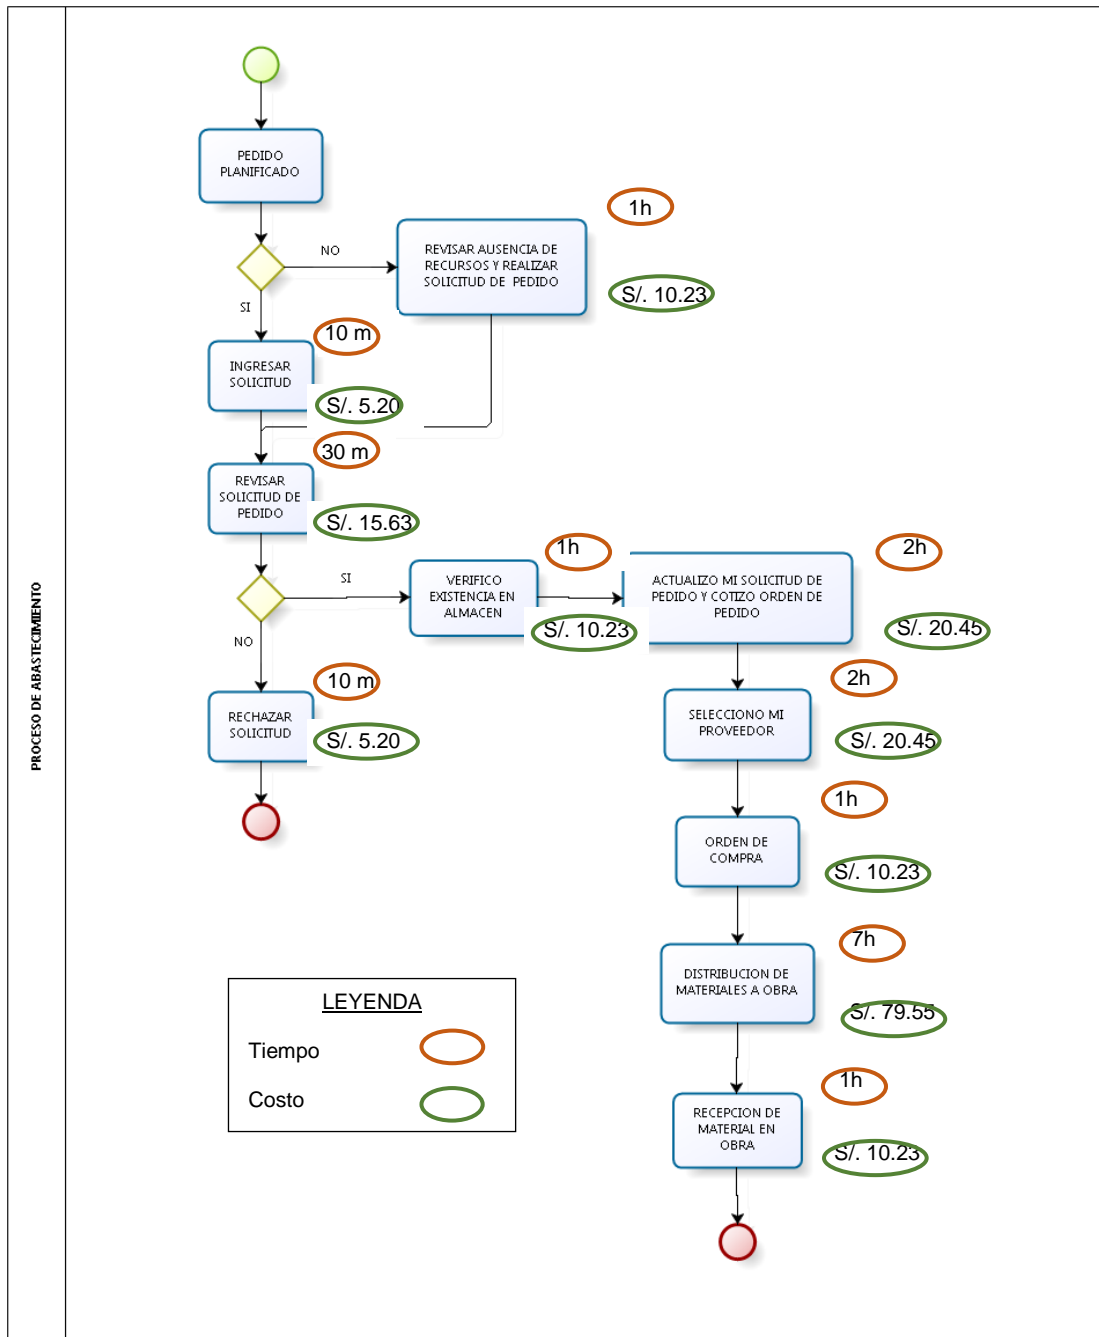 PROCESO DE ABASTECIMIENTO
PEDIDO
PLANIFICADO
NO
SI
REVISAR AUSENCIA DE
RECURSOS Y REALIZAR
SOLICITUD DE PEDIDO
1h
S/. 10.23
INGRESAR
SOLICITUD
10 m
S/. 5.20
REVISAR
SOLICITUD DE
PEDIDO
30 m
S/. 15.63
SI
NO
VERIFICO
EXISTENCIA EN
ALMACEN
1h
S/. 10.23
ACTUALIZO MI SOLICITUD DE
PEDIDO Y COTIZO ORDEN DE
PEDIDO
2h
S/. 20.45
RECHAZAR
SOLICITUD
10 m
S/. 5.20
SELECCIONO MI
PROVEEDOR
2h
S/. 20.45
ORDEN DE
COMPRA
1h
S/. 10.23
DISTRIBUCION DE
MATERIALES A OBRA
7h
S/. 79.55
RECEPCION DE
MATERIAL EN
OBRA
1h
S/. 10.23
LEYENDA
Tiempo
Costo